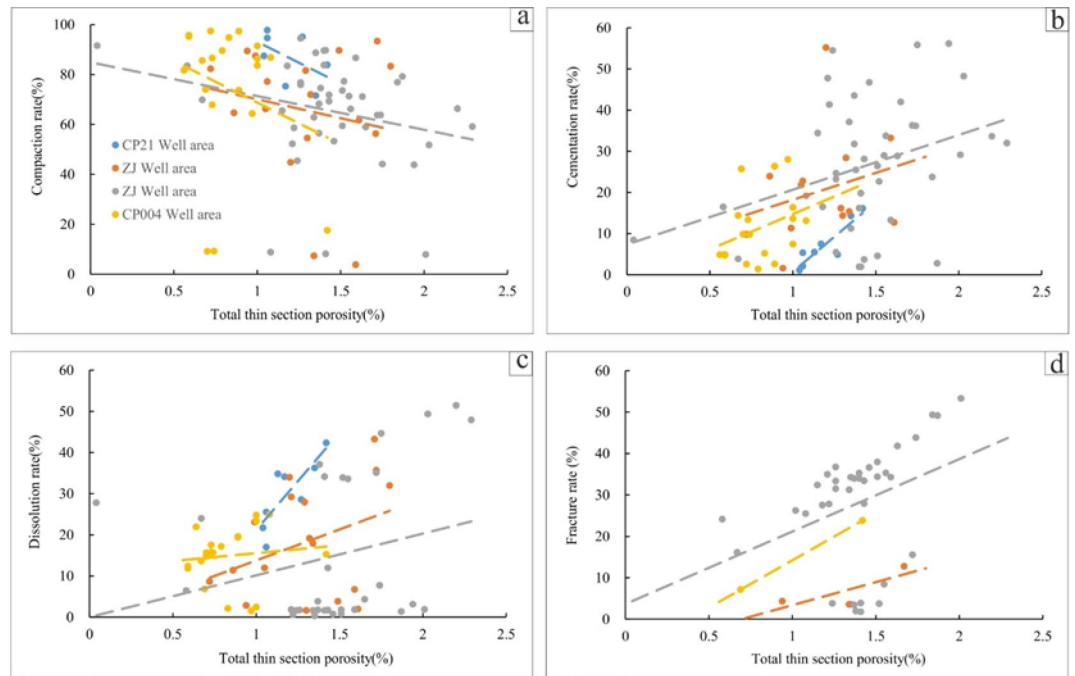 a
Compaction rate(%)
100
80
60
40
20
0
CP21 Well area
ZJ Well area
ZJ Well area
CP004 Well area
0 0.5 1 1.5 2 2.5
Total thin section porosity(%)
b
Cementation rate(%)
60
50
40
30
20
10
0
0 0.5 1 1.5 2 2.5
Total thin section porosity(%)
c
Dissolution rate(%)
60
50
40
30
20
10
0
0 0.5 1 1.5 2 2.5
Total thin section porosity(%)
d
Fracture rate (%)
60
50
40
30
20
10
0
0 0.5 1 1.5 2 2.5
Total thin section porosity(%)